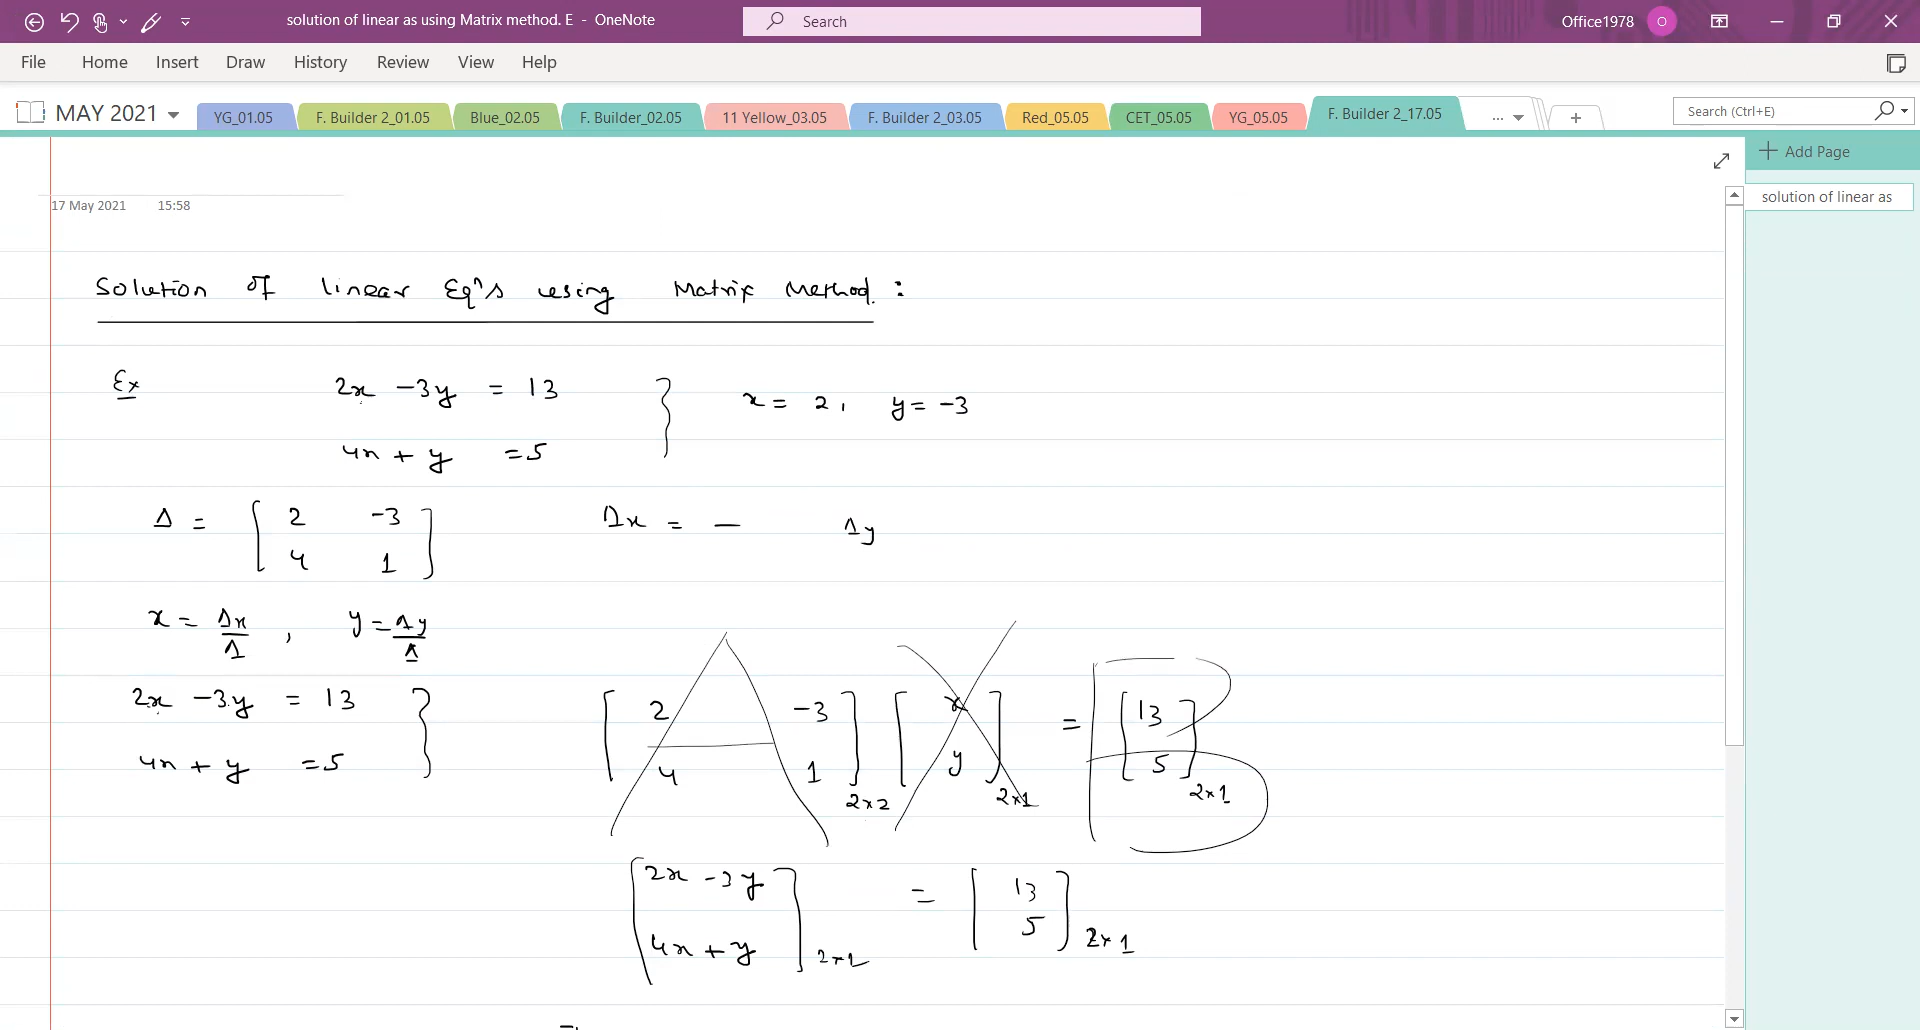 solution of linear as using Matrix method. E - OneNote
Search
Office1978 O
File Home Insert Draw History Review View Help
MAY 2021
YG_01.05 F. Builder 2_01.05 Blue_02.05 F. Builder_02.05 11 Yellow_03.05 F. Builder 2_03.05 Red_05.05 CET_05.05 YG_05.05 F. Builder 2_17.05 ... +
Search (Ctrl+E)
+ Add Page
solution of linear as
17 May 2021 15:58
Solution of linear Eqⁿs using Matrix Method :
Ex 2x -3y = 13 } x = 2, y = -3
4x + y = 5
Δ = [ 2 -3 ] Δx = — Δy
4 1
x = Δx/Δ , y = Δy/Δ
2x -3y = 13 } [ 2 -3 ] [ x ] = [ 13 ]
4x + y = 5 4 1 2×2 y 2×1 5 2×1
A X B
[ 2x -3y ] = [ 13 ]
4x + y 2×1 5 2×1